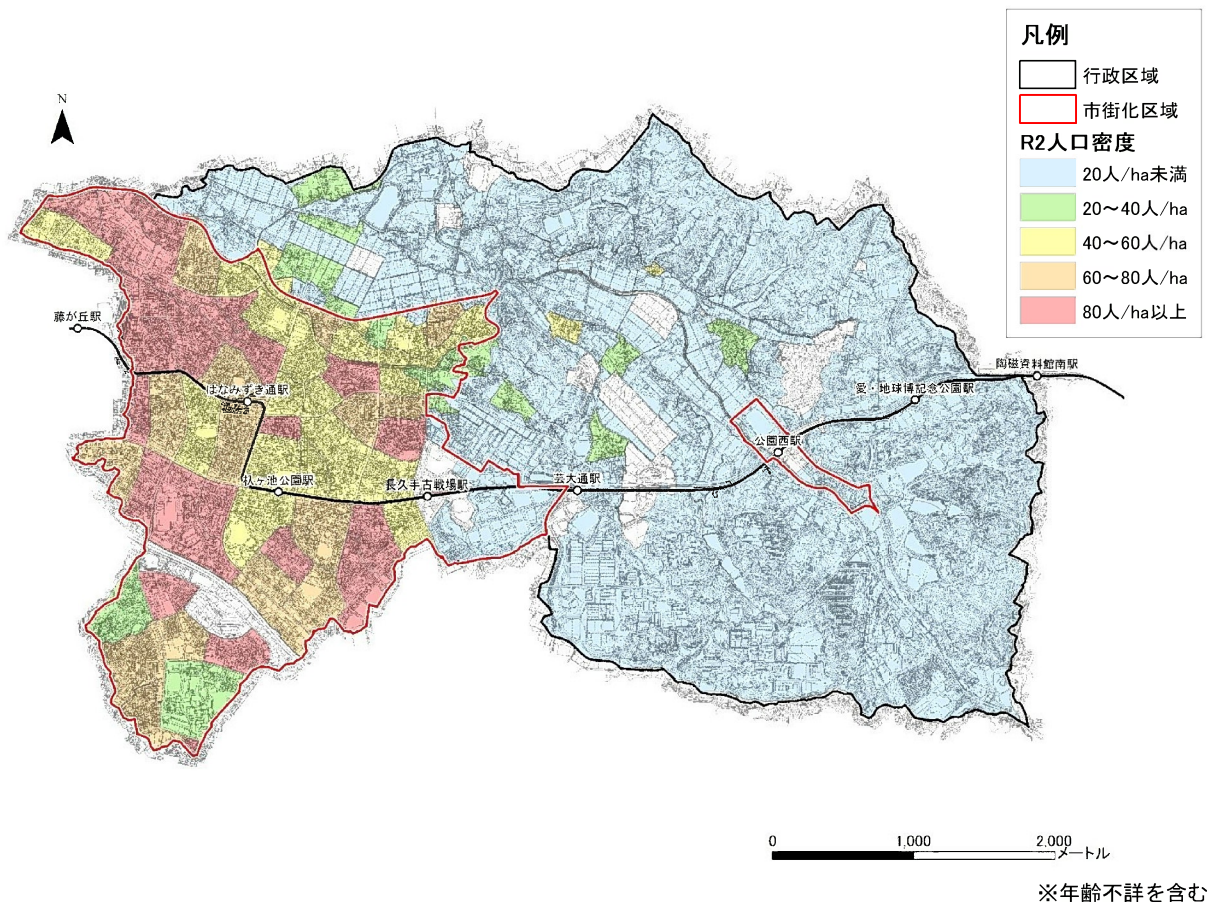 凡例
行政区域
市街化区域
R2人口密度
20人/ha未満
20～40人/ha
40～60人/ha
60～80人/ha
80人/ha以上
N
藤が丘駅
はなみずき通駅
杁ヶ池公園駅
長久手古戦場駅
芸大通駅
公園西駅
愛・地球博記念公園駅
陶磁資料館南駅
0 1,000 2,000
メートル
※年齢不詳を含む